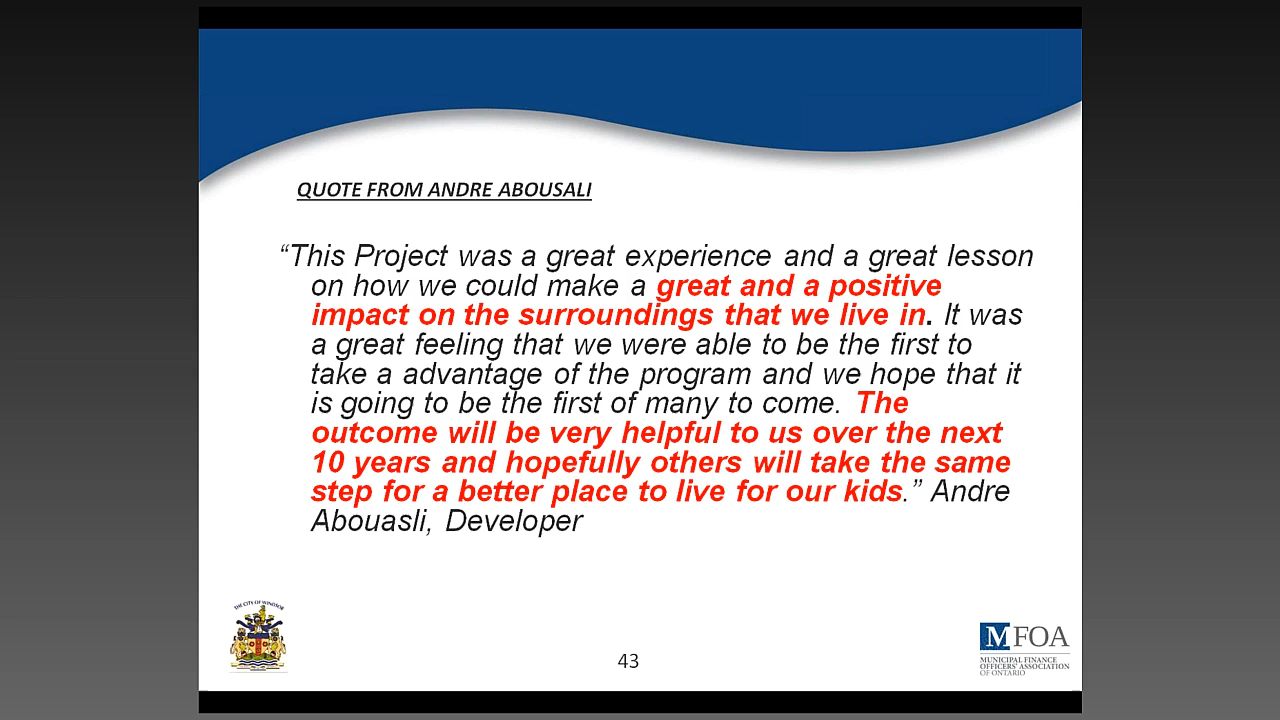 QUOTE FROM ANDRE ABOUSALI
“This Project was a great experience and a great lesson
on how we could make a great and a positive
impact on the surroundings that we live in. It was
a great feeling that we were able to be the first to
take a advantage of the program and we hope that it
is going to be the first of many to come. The
outcome will be very helpful to us over the next
10 years and hopefully others will take the same
step for a better place to live for our kids.” Andre
Abouasli, Developer
THE CITY OF WINDSOR
43
MFOA
MUNICIPAL FINANCE
OFFICERS' ASSOCIATION
OF ONTARIO